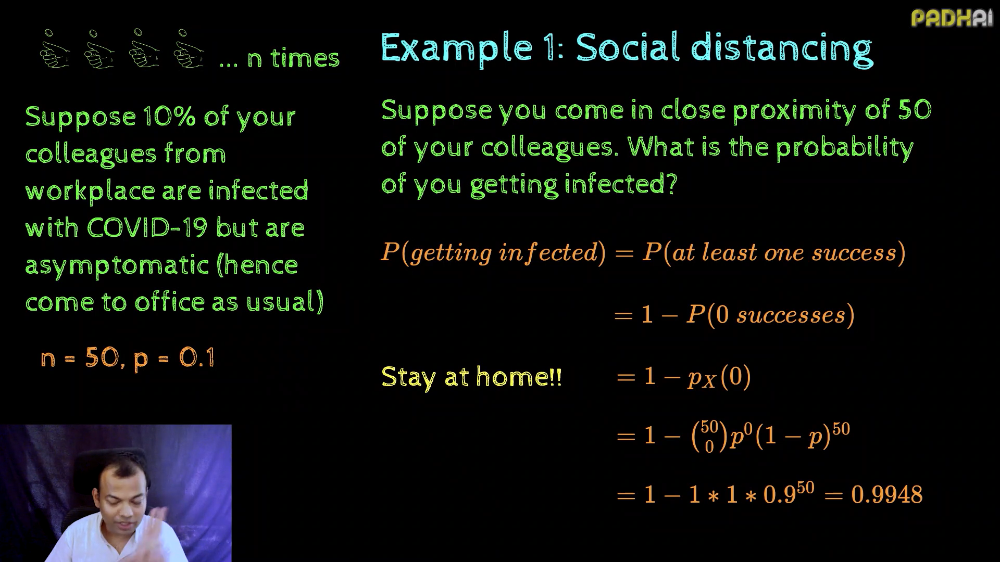 PADHAI
... n times
Example 1: Social distancing
Suppose 10% of your
colleagues from
workplace are infected
with COVID-19 but are
asymptomatic (hence
come to office as usual)
n = 50, p = 0.1
Suppose you come in close proximity of 50
of your colleagues. What is the probability
of you getting infected?
P(getting infected) = P(at least one success)
= 1 − P(0 successes)
Stay at home!!
= 1 − p_X(0)
= 1 − \binom{50}{0} p^0 (1 − p)^{50}
= 1 − 1 * 1 * 0.9^{50} = 0.9948